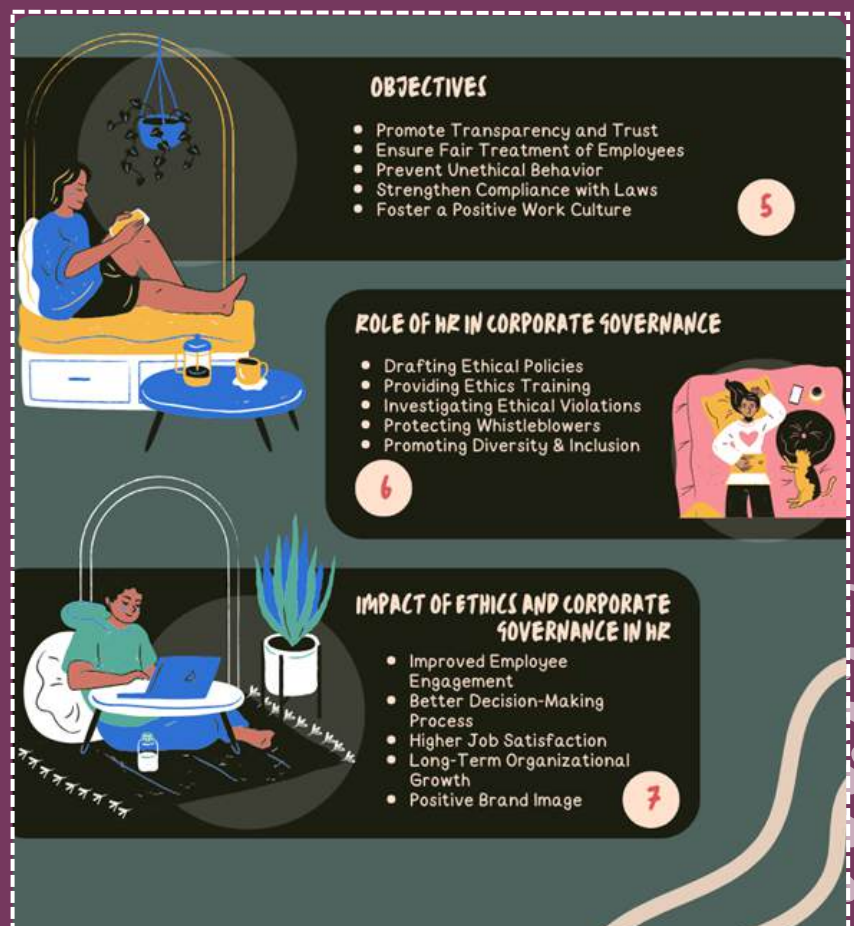 OBJECTIVES
• Promote Transparency and Trust
• Ensure Fair Treatment of Employees
• Prevent Unethical Behavior
• Strengthen Compliance with Laws
• Foster a Positive Work Culture
5
ROLE OF HR IN CORPORATE GOVERNANCE
• Drafting Ethical Policies
• Providing Ethics Training
• Investigating Ethical Violations
• Protecting Whistleblowers
• Promoting Diversity & Inclusion
6
IMPACT OF ETHICS AND CORPORATE
GOVERNANCE IN HR
• Improved Employee
Engagement
• Better Decision-Making
Process
• Higher Job Satisfaction
• Long-Term Organizational
Growth
• Positive Brand Image
7